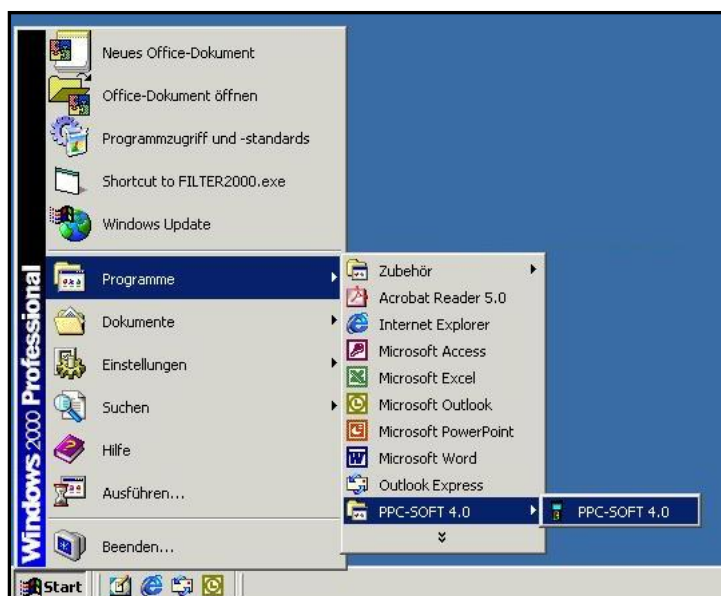 Neues Office-Dokument
Office-Dokument öffnen
Programmzugriff und -standards
Shortcut to FILTER2000.exe
Windows Update
Programme
Dokumente
Einstellungen
Suchen
Hilfe
Ausführen...
Beenden...
Windows 2000 Professional
Zubehör
Acrobat Reader 5.0
Internet Explorer
Microsoft Access
Microsoft Excel
Microsoft Outlook
Microsoft PowerPoint
Microsoft Word
Outlook Express
PPC-SOFT 4.0
PPC-SOFT 4.0
Start